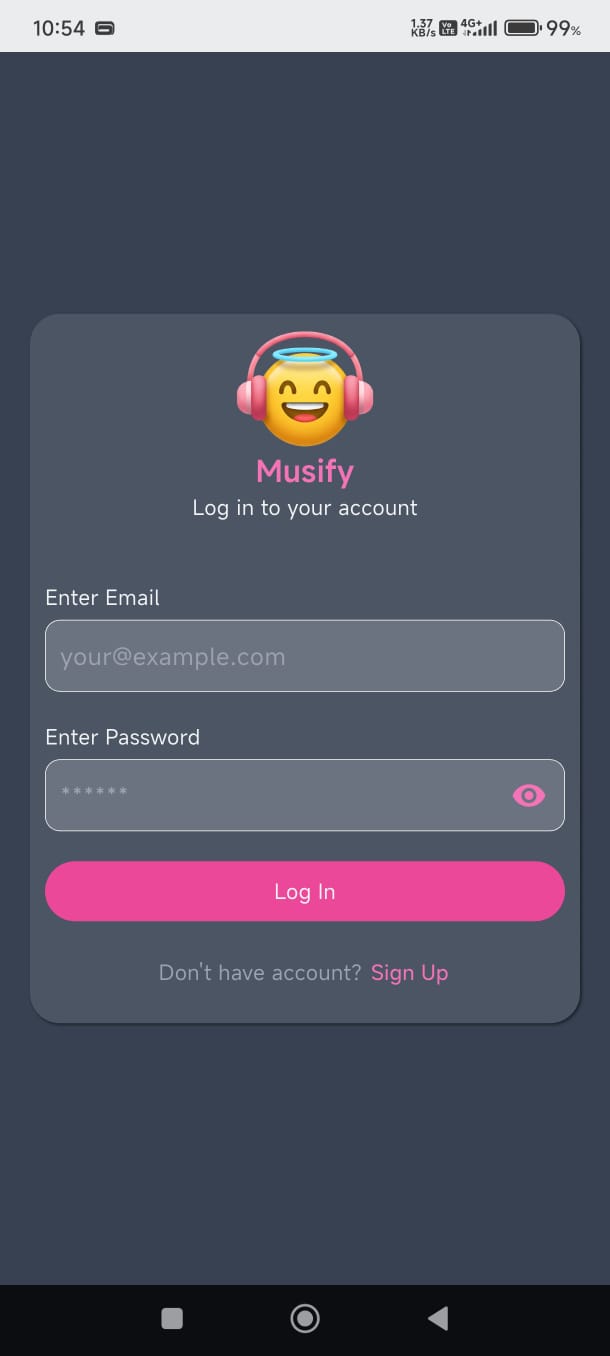 10:54 1.37 KB/s Vo LTE 4G+ 99%
Musify
Log in to your account
Enter Email
your@example.com
Enter Password
******
Log In
Don't have account? Sign Up